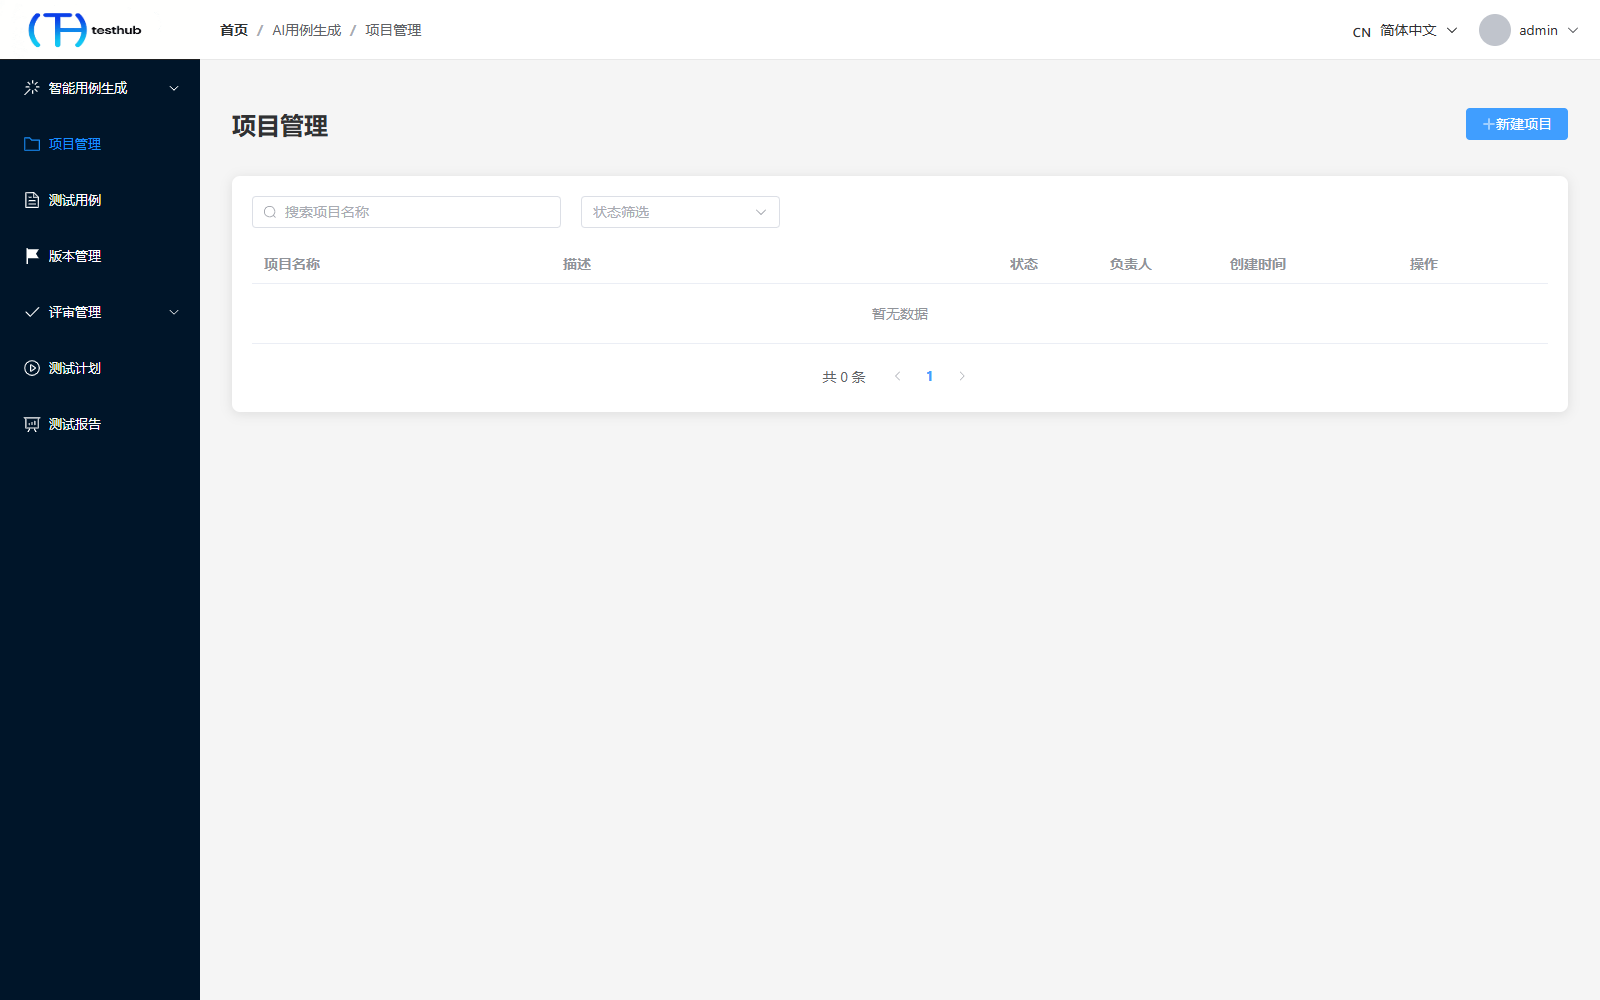 testhub
首页 / AI用例生成 / 项目管理
CN 简体中文
admin
智能用例生成
项目管理
测试用例
版本管理
评审管理
测试计划
测试报告
项目管理
新建项目
搜索项目名称
状态筛选
项目名称 描述 状态 负责人 创建时间 操作
暂无数据
共 0 条 1